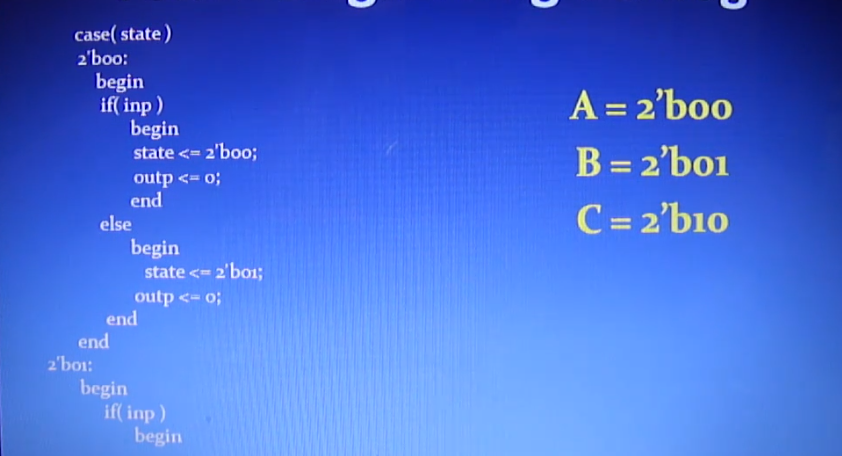 case( state )
2'b00:
begin
if( inp )
begin
state <= 2'b00;
outp <= 0;
end
else
begin
state <= 2'b01;
outp <= 0;
end
end
2'b01:
begin
if( inp )
begin
A = 2'b00
B = 2'b01
C = 2'b10